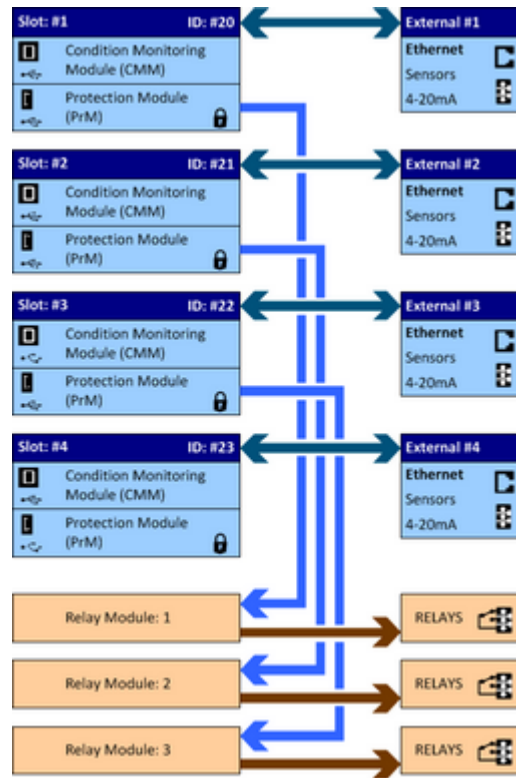 Slot: #1 ID: #20
Condition Monitoring
Module (CMM)
Protection Module
(PrM)
External #1
Ethernet
Sensors
4-20mA
Slot: #2 ID: #21
Condition Monitoring
Module (CMM)
Protection Module
(PrM)
External #2
Ethernet
Sensors
4-20mA
Slot: #3 ID: #22
Condition Monitoring
Module (CMM)
Protection Module
(PrM)
External #3
Ethernet
Sensors
4-20mA
Slot: #4 ID: #23
Condition Monitoring
Module (CMM)
Protection Module
(PrM)
External #4
Ethernet
Sensors
4-20mA
Relay Module: 1
RELAYS
Relay Module: 2
RELAYS
Relay Module: 3
RELAYS